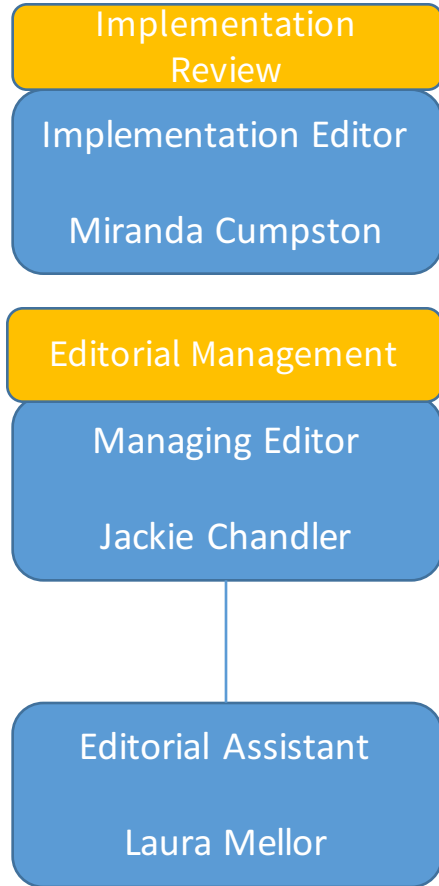 Implementation
Review
Implementation Editor
Miranda Cumpston
Editorial Management
Managing Editor
Jackie Chandler
Editorial Assistant
Laura Mellor